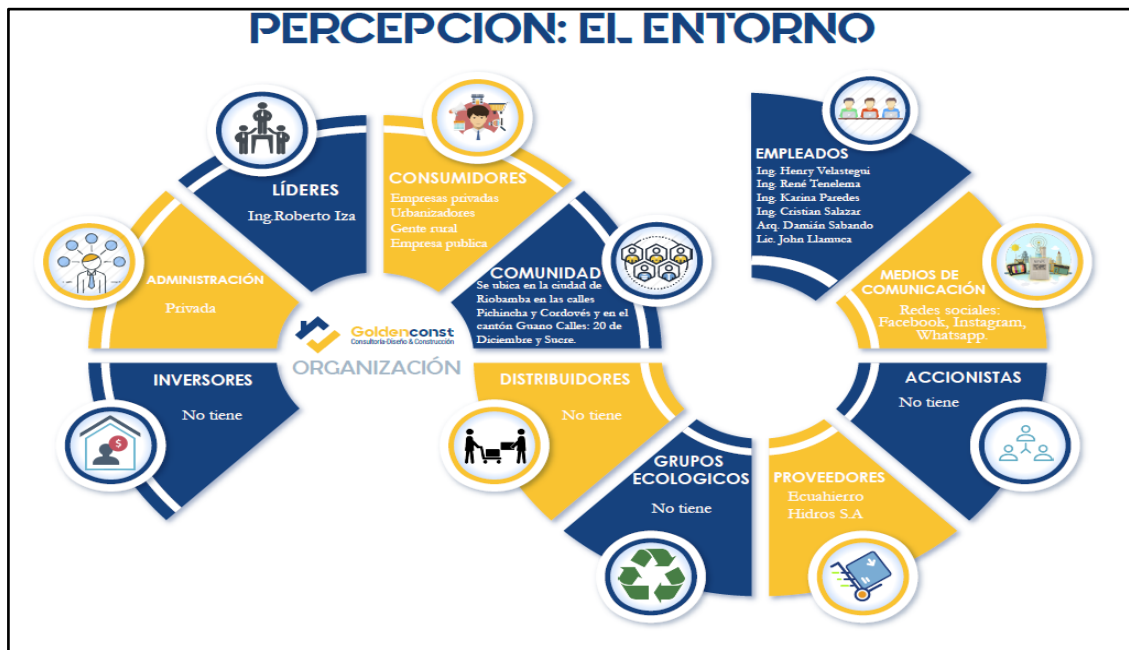 PERCEPCION: EL ENTORNO
INVERSORES
No tiene
ADMINISTRACIÓN
Privada
LÍDERES
Ing.Roberto Iza
CONSUMIDORES
Empresas privadas
Urbanizadores
Gente rural
Empresa publica
COMUNIDAD
Se ubica en la ciudad de
Riobamba en las calles
Pichincha y Cordovés y en el
cantón Guano Calles: 20 de
Diciembre y Sucre.
Goldenconst
Consultoría-Diseño & Construcción
ORGANIZACIÓN
DISTRIBUIDORES
No tiene
GRUPOS
ECOLOGICOS
No tiene
PROVEEDORES
Ecuahierro
Hidros S.A
ACCIONISTAS
No tiene
MEDIOS DE
COMUNICACIÓN
Redes sociales:
Facebook, Instagram,
Whatsapp.
EMPLEADOS
Ing. Henry Velastegui
Ing. René Tenelema
Ing. Karina Paredes
Ing. Cristian Salazar
Arq. Damián Sabando
Lic. John Llamuca